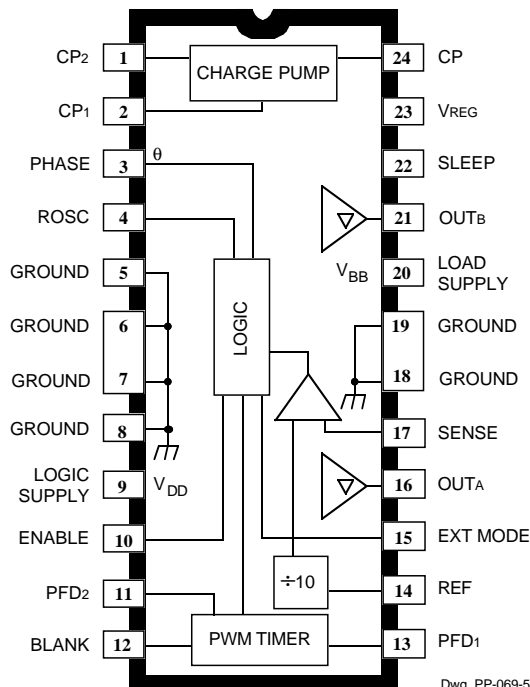 CP2 1 CHARGE PUMP 24 CP
CP1 2 23 VREG
PHASE 3 θ 22 SLEEP
ROSC 4 21 OUTB
GROUND 5 VBB 20 LOAD
SUPPLY
GROUND 6 19 GROUND
LOGIC
GROUND 7 18 GROUND
GROUND 8 17 SENSE
LOGIC
SUPPLY 9 VDD 16 OUTA
ENABLE 10 15 EXT MODE
PFD2 11 ÷10 14 REF
BLANK 12 PWM TIMER 13 PFD1
Dwg. PP-069-5